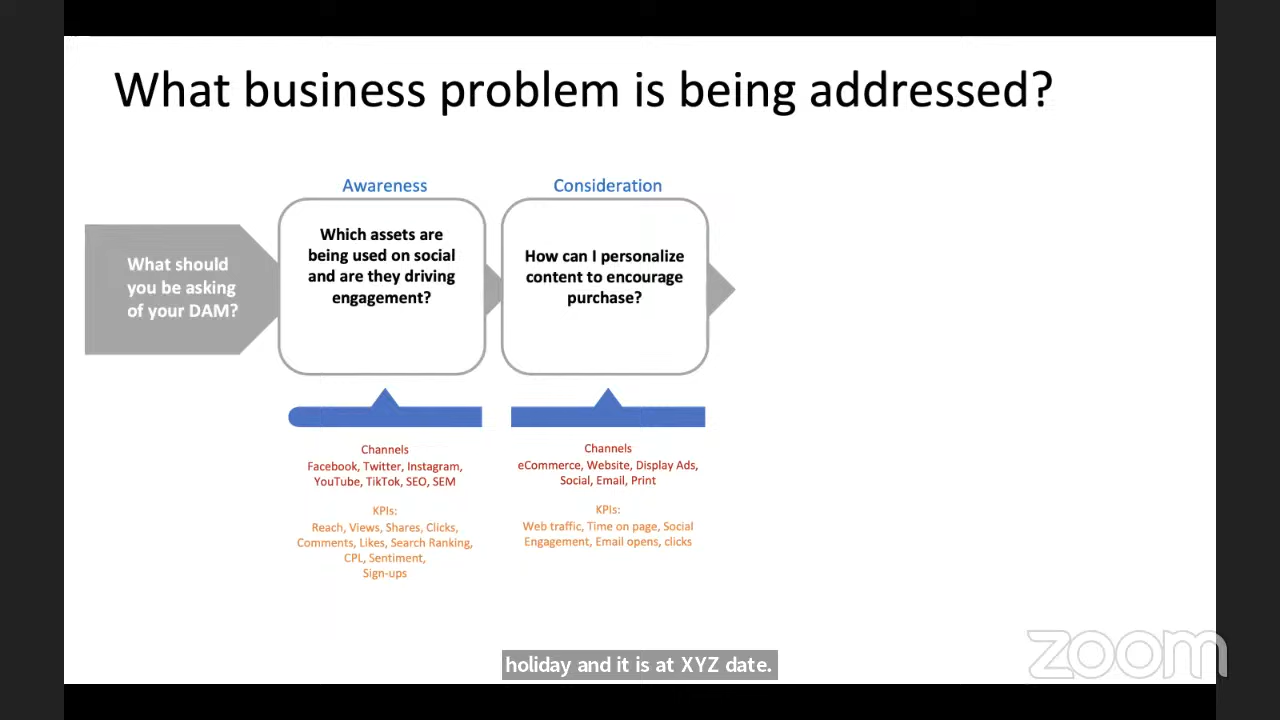 What business problem is being addressed?
What should
you be asking
of your DAM?
Awareness
Which assets are
being used on social
and are they driving
engagement?
Channels
Facebook, Twitter, Instagram,
YouTube, TikTok, SEO, SEM
KPIs:
Reach, Views, Shares, Clicks,
Comments, Likes, Search Ranking,
CPL, Sentiment,
Sign-ups
Consideration
How can I personalize
content to encourage
purchase?
Channels
eCommerce, Website, Display Ads,
Social, Email, Print
KPIs:
Web traffic, Time on page, Social
Engagement, Email opens, clicks
holiday and it is at XYZ date.
zoom